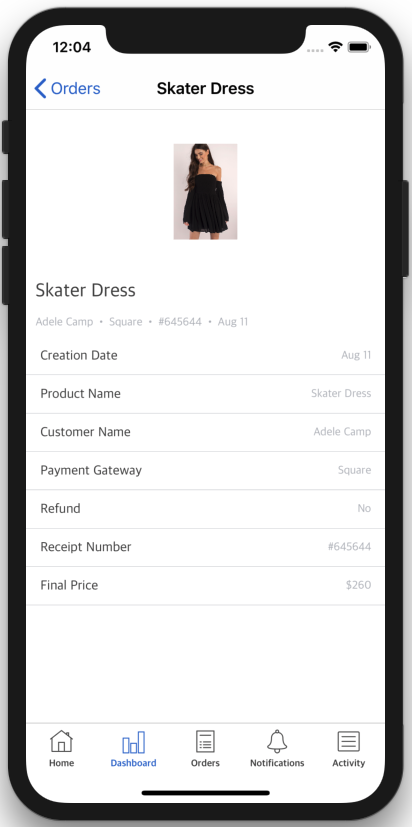 12:04
Orders Skater Dress
Skater Dress
Adele Camp • Square • #645644 • Aug 11
Creation Date Aug 11
Product Name Skater Dress
Customer Name Adele Camp
Payment Gateway Square
Refund No
Receipt Number #645644
Final Price $260
Home Dashboard Orders Notifications Activity